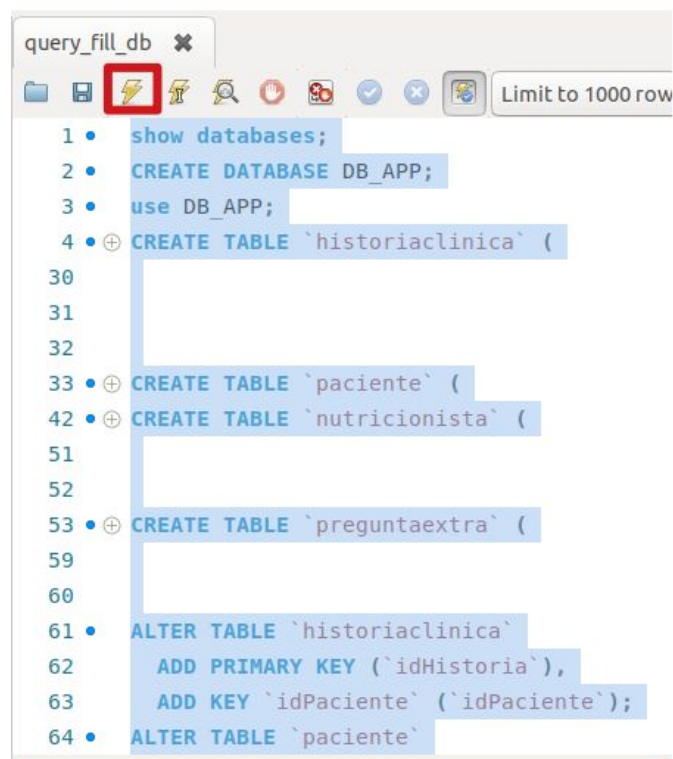 query_fill_db
Limit to 1000 row
1 show databases;
2 CREATE DATABASE DB_APP;
3 use DB_APP;
4 CREATE TABLE `historiaclinica` (
30
31
32
33 CREATE TABLE `paciente` (
42 CREATE TABLE `nutricionista` (
51
52
53 CREATE TABLE `preguntaextra` (
59
60
61 ALTER TABLE `historiaclinica`
62 ADD PRIMARY KEY (`idHistoria`),
63 ADD KEY `idPaciente` (`idPaciente`);
64 ALTER TABLE `paciente`